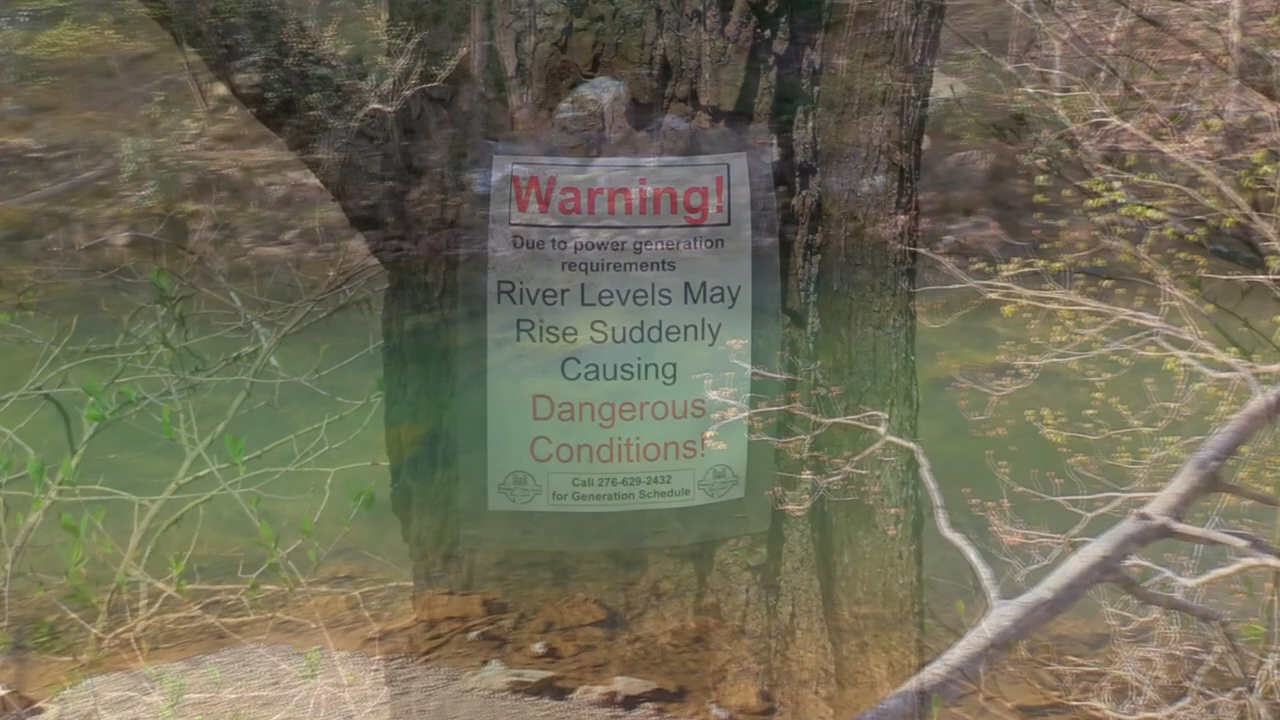 Warning!
Due to power generation
requirements
River Levels May
Rise Suddenly
Causing
Dangerous
Conditions!
Call 276-629-2432
for Generation Schedule